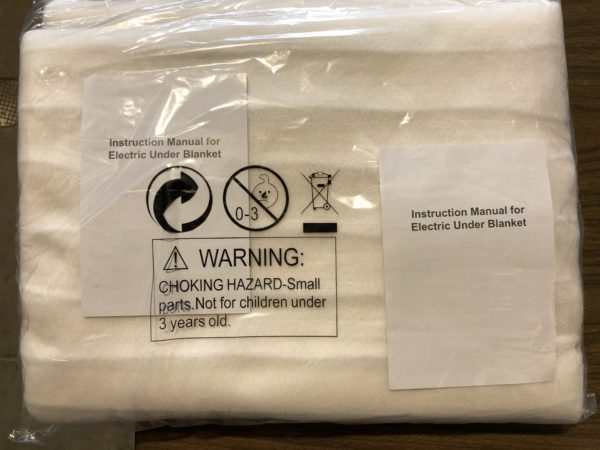 Instruction Manual for
Electric Under Blanket
0-3
WARNING:
CHOKING HAZARD-Small
parts.Not for children under
3 years old.
Instruction Manual for
Electric Under Blanket